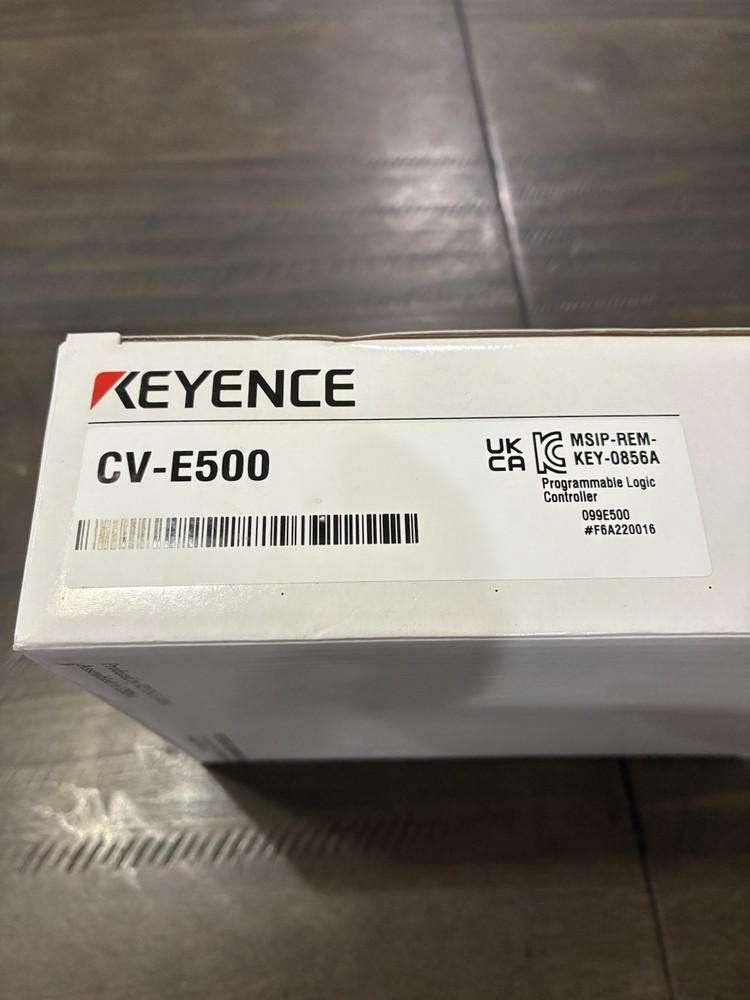 KEYENCE
CV-E500
UK
CA
MSIP-REM-
KEY-0856A
Programmable Logic
Controller
099E500
#F6A220016